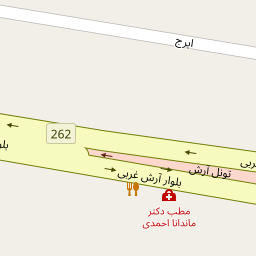 ایرج
262
بلوار آرش غربی
تونل آرش
مطب دکتر
ماندانا احمدی